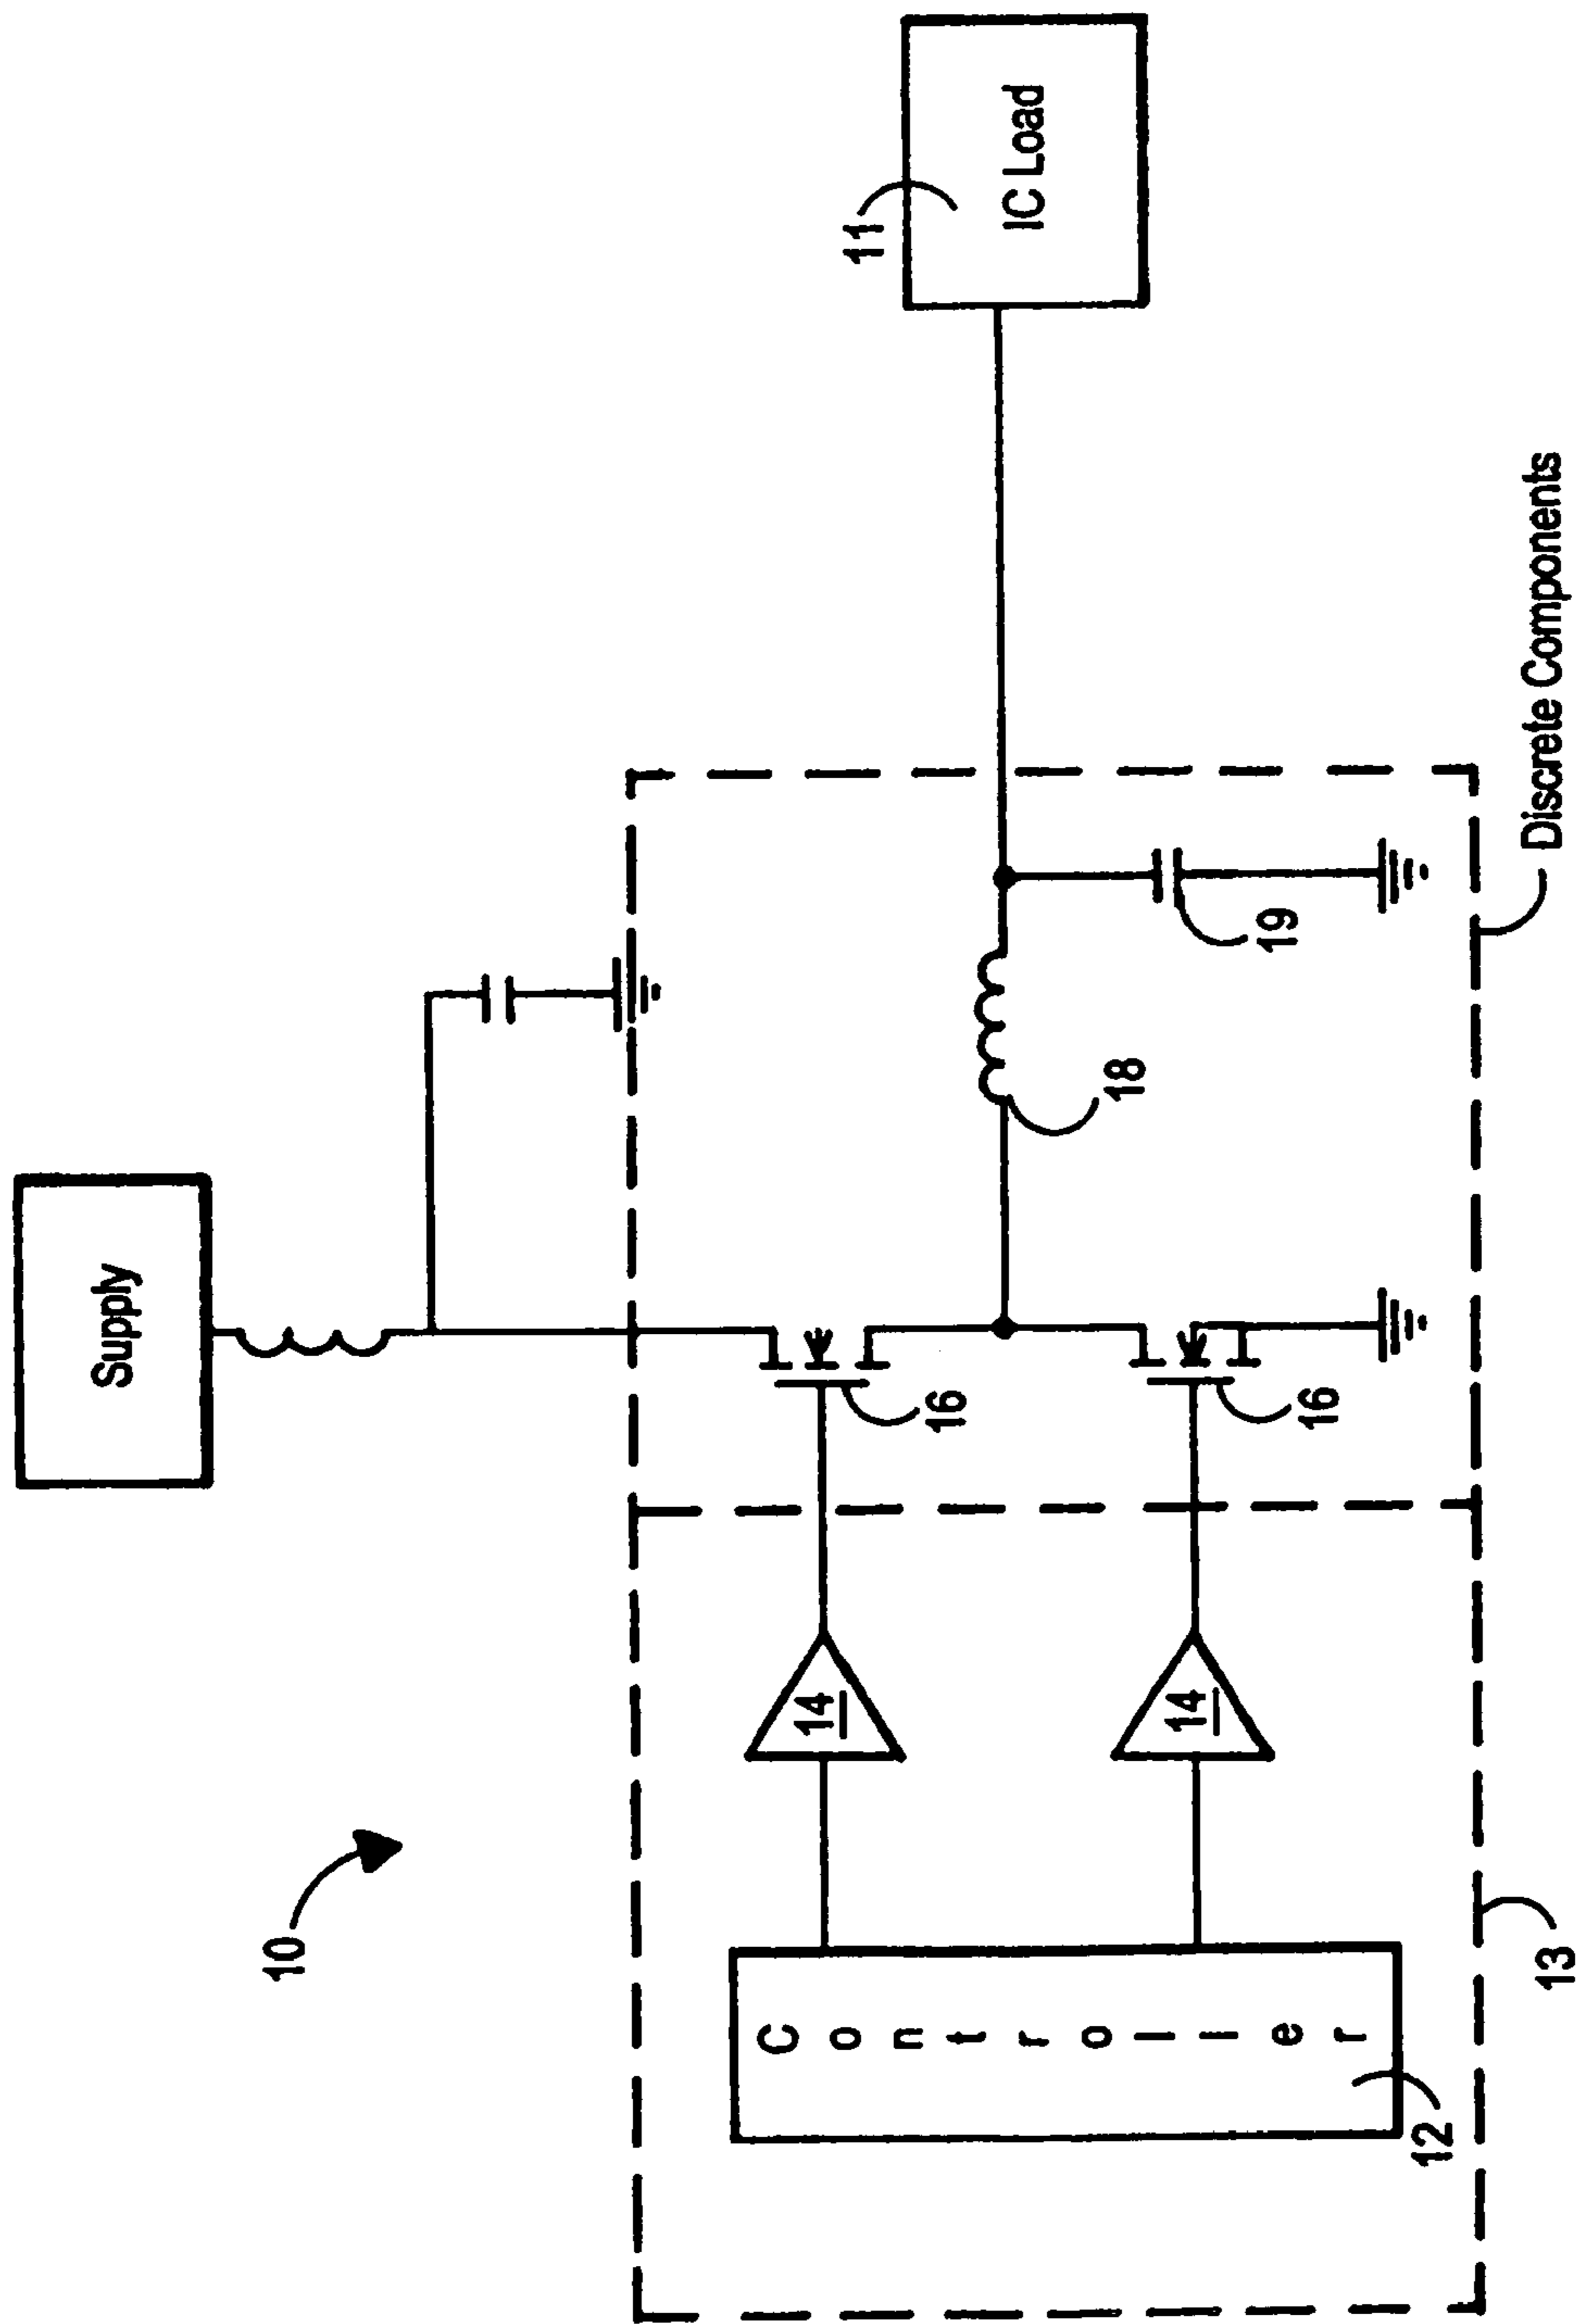 Supply
10
Controller
14
11
IC Load
16
18
14
19
16
12
13
Discrete Components